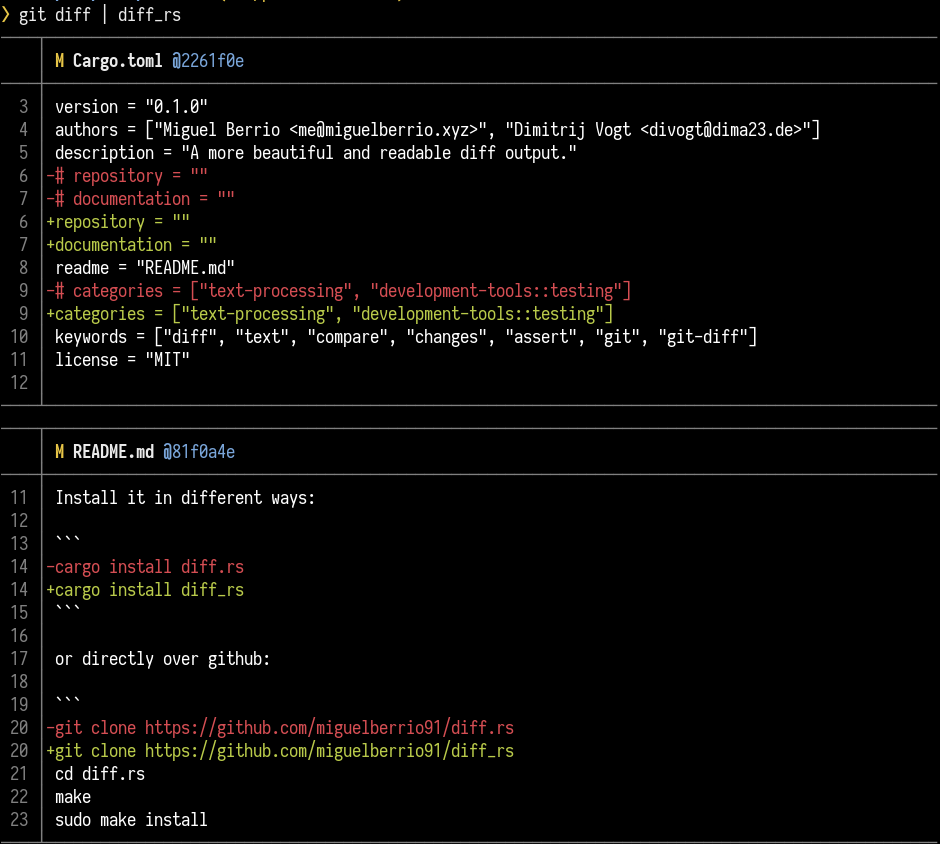 ❯ git diff | diff_rs
M Cargo.toml @2261f0e
3 version = "0.1.0"
4 authors = ["Miguel Berrio <me@miguelberrio.xyz>", "Dimitrij Vogt <divogt@dima23.de>"]
5 description = "A more beautiful and readable diff output."
6 -# repository = ""
7 -# documentation = ""
6 +repository = ""
7 +documentation = ""
8 readme = "README.md"
9 -# categories = ["text-processing", "development-tools::testing"]
9 +categories = ["text-processing", "development-tools::testing"]
10 keywords = ["diff", "text", "compare", "changes", "assert", "git", "git-diff"]
11 license = "MIT"
12
M README.md @81f0a4e
11 Install it in different ways:
12
13 ```
14 -cargo install diff.rs
14 +cargo install diff_rs
15 ```
16
17 or directly over github:
18
19 ```
20 -git clone https://github.com/miguelberrio91/diff.rs
20 +git clone https://github.com/miguelberrio91/diff_rs
21 cd diff.rs
22 make
23 sudo make install